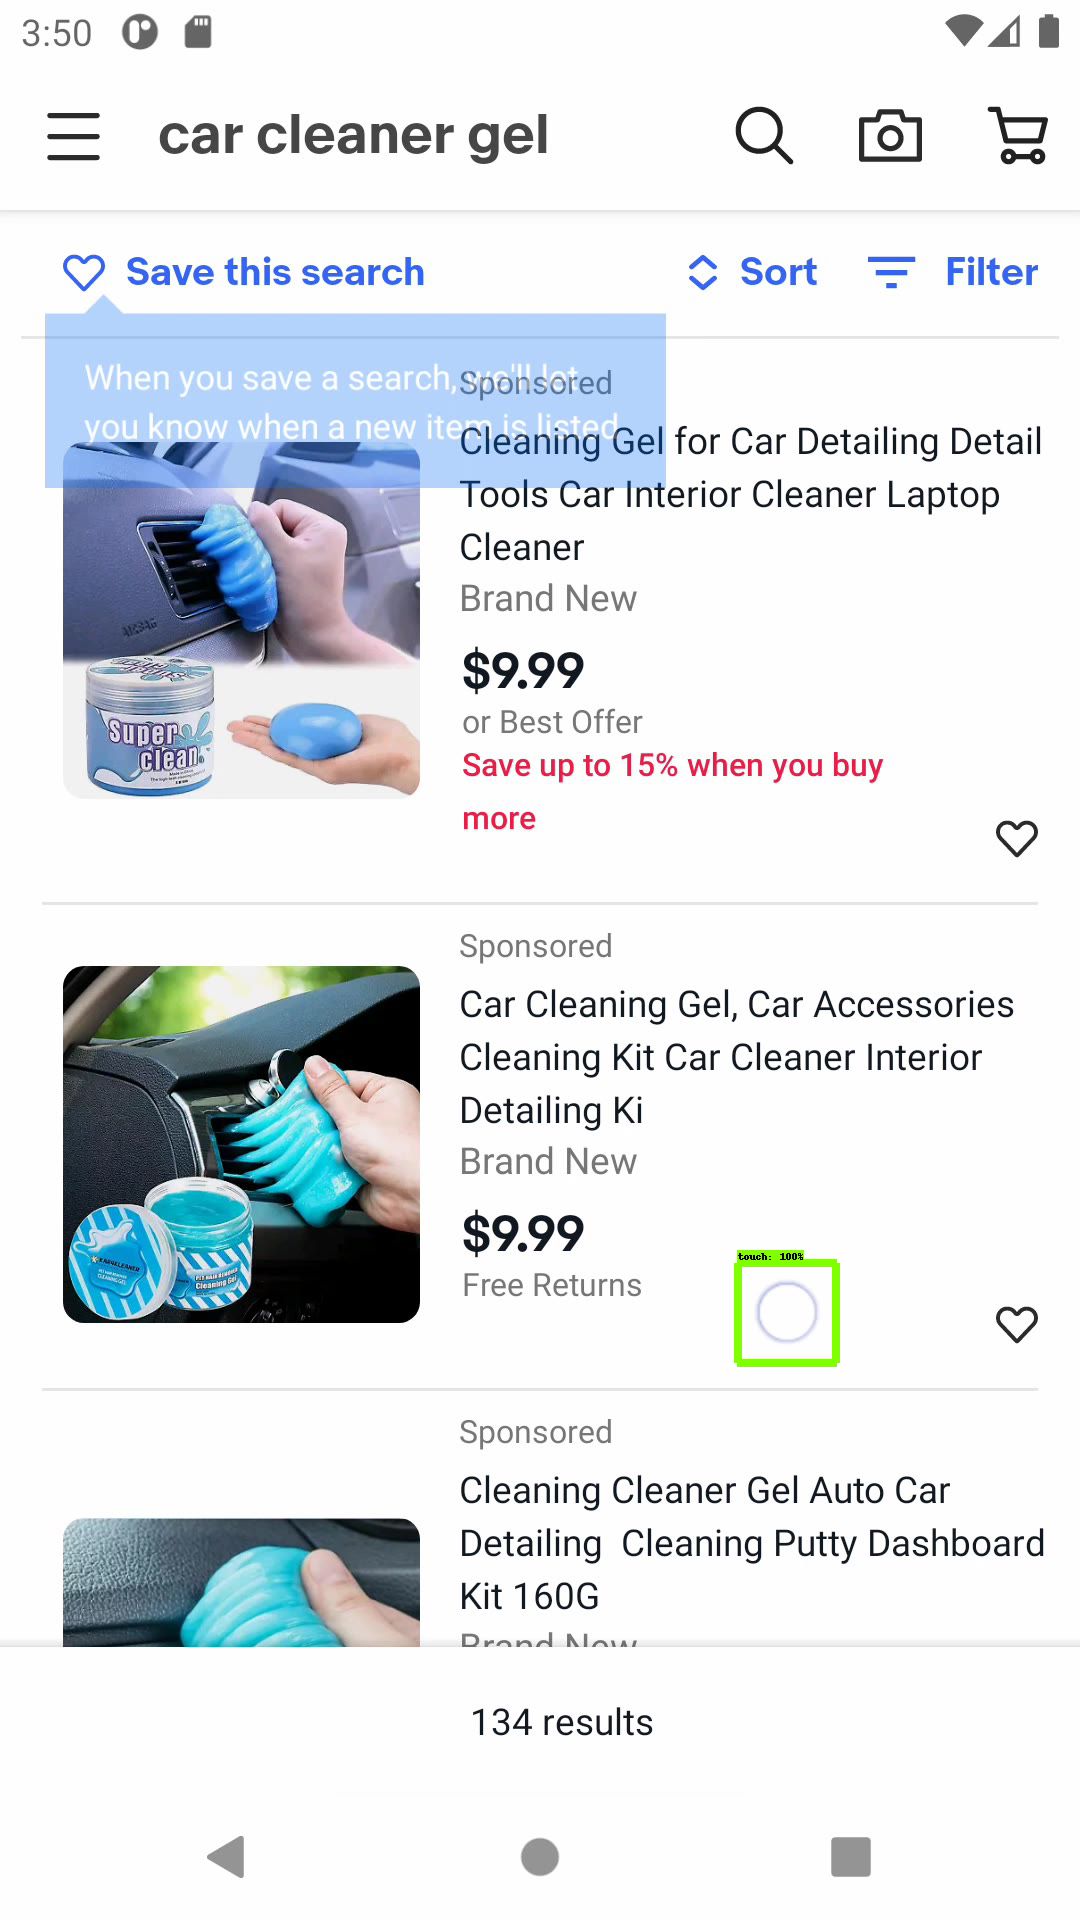 3:50
car cleaner gel
Save this search
Sort
Filter
When you save a search, we'll let
you know when a new item is listed
Sponsored
Cleaning Gel for Car Detailing Detail
Tools Car Interior Cleaner Laptop
Cleaner
Brand New
$9.99
or Best Offer
Save up to 15% when you buy
more
Super
clean
Sponsored
Car Cleaning Gel, Car Accessories
Cleaning Kit Car Cleaner Interior
Detailing Ki
Brand New
$9.99
Free Returns
Cleaning Gel
touch: 100%
Sponsored
Cleaning Cleaner Gel Auto Car
Detailing  Cleaning Putty Dashboard
Kit 160G
Brand New
134 results